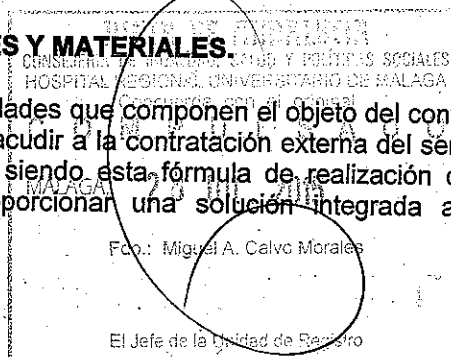 ES Y MATERIALES.
CONSEJERÍA DE IGUALDAD, SALUD Y POLÍTICAS SOCIALES
HOSPITAL REGIONAL UNIVERSITARIO DE MALAGA
dades que componen el objeto del con
acudir a la contratación externa del ser
siendo esta fórmula de realización
MALAGA
oporcionar una solución integrada a
Fdo.: Miguel A. Calvo Morales
El Jefe de la Unidad de Registro